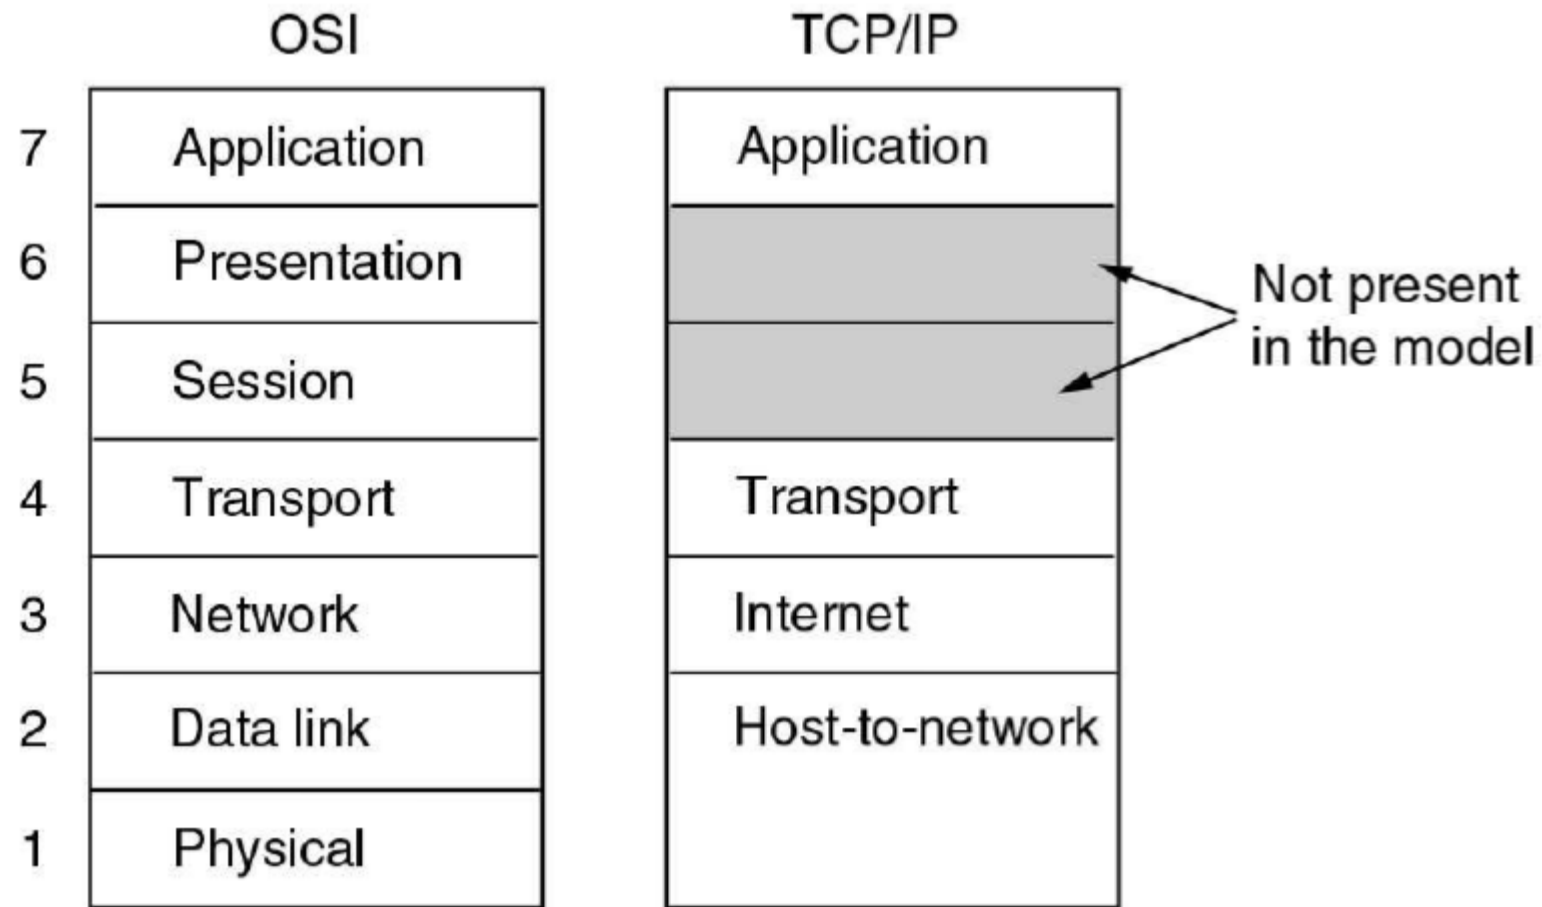 OSI
TCP/IP
7
Application
Application
6
Presentation
Not present
in the model
5
Session
4
Transport
Transport
3
Network
Internet
2
Data link
Host-to-network
1
Physical